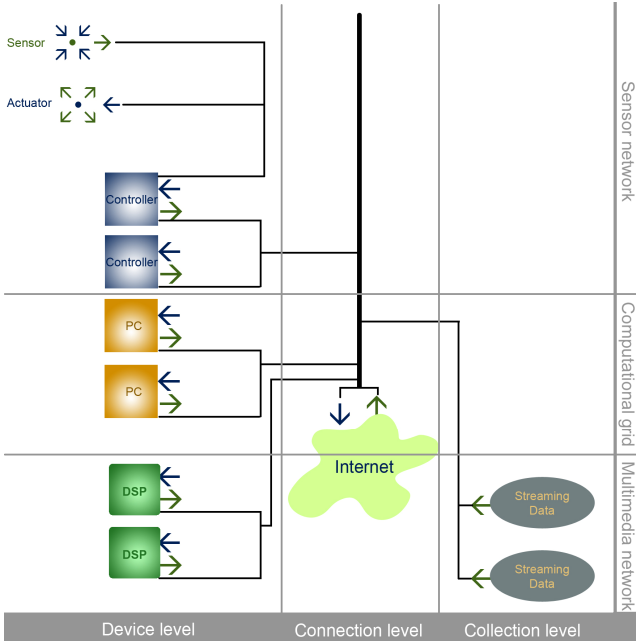 Sensor
Actuator
Controller
Controller
Sensor network
PC
PC
Computational grid
Internet
DSP
DSP
Streaming
Data
Streaming
Data
Multimedia network
Device level
Connection level
Collection level